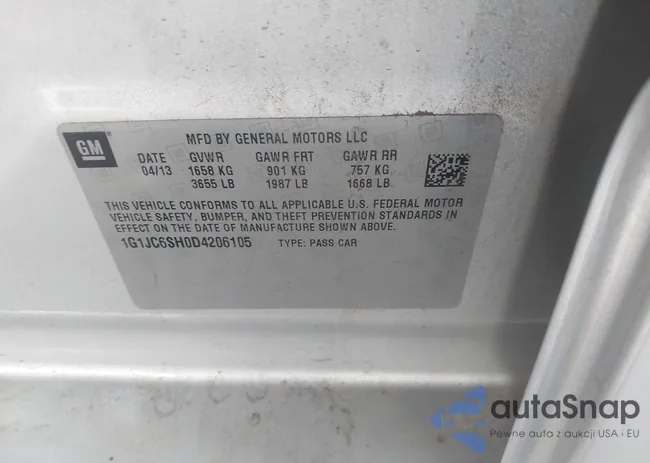 GM
MFD BY GENERAL MOTORS LLC
DATE GVWR GAWR FRT GAWR RR
04/13 1658 KG 901 KG 757 KG
3655 LB 1987 LB 1668 LB
THIS VEHICLE CONFORMS TO ALL APPLICABLE U.S. FEDERAL MOTOR
VEHICLE SAFETY, BUMPER, AND THEFT PREVENTION STANDARDS IN
EFFECT ON THE DATE OF MANUFACTURE SHOWN ABOVE.
1G1JC6SH0D4206105 TYPE: PASS CAR
autaSnap
Pewne auta z aukcji USA i EU